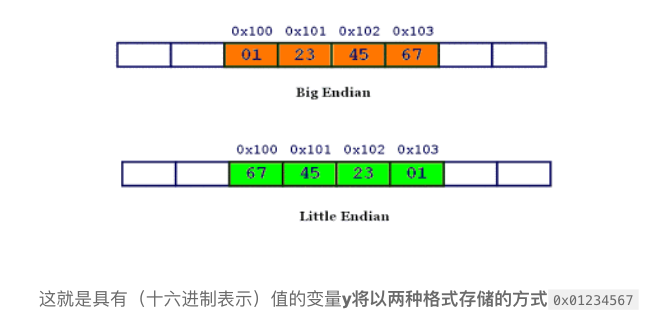 0x100 0x101 0x102 0x103
01 23 45 67
Big Endian
0x100 0x101 0x102 0x103
67 45 23 01
Little Endian
这就是具有（十六进制表示）值的变量y将以两种格式存储的方式 0x01234567